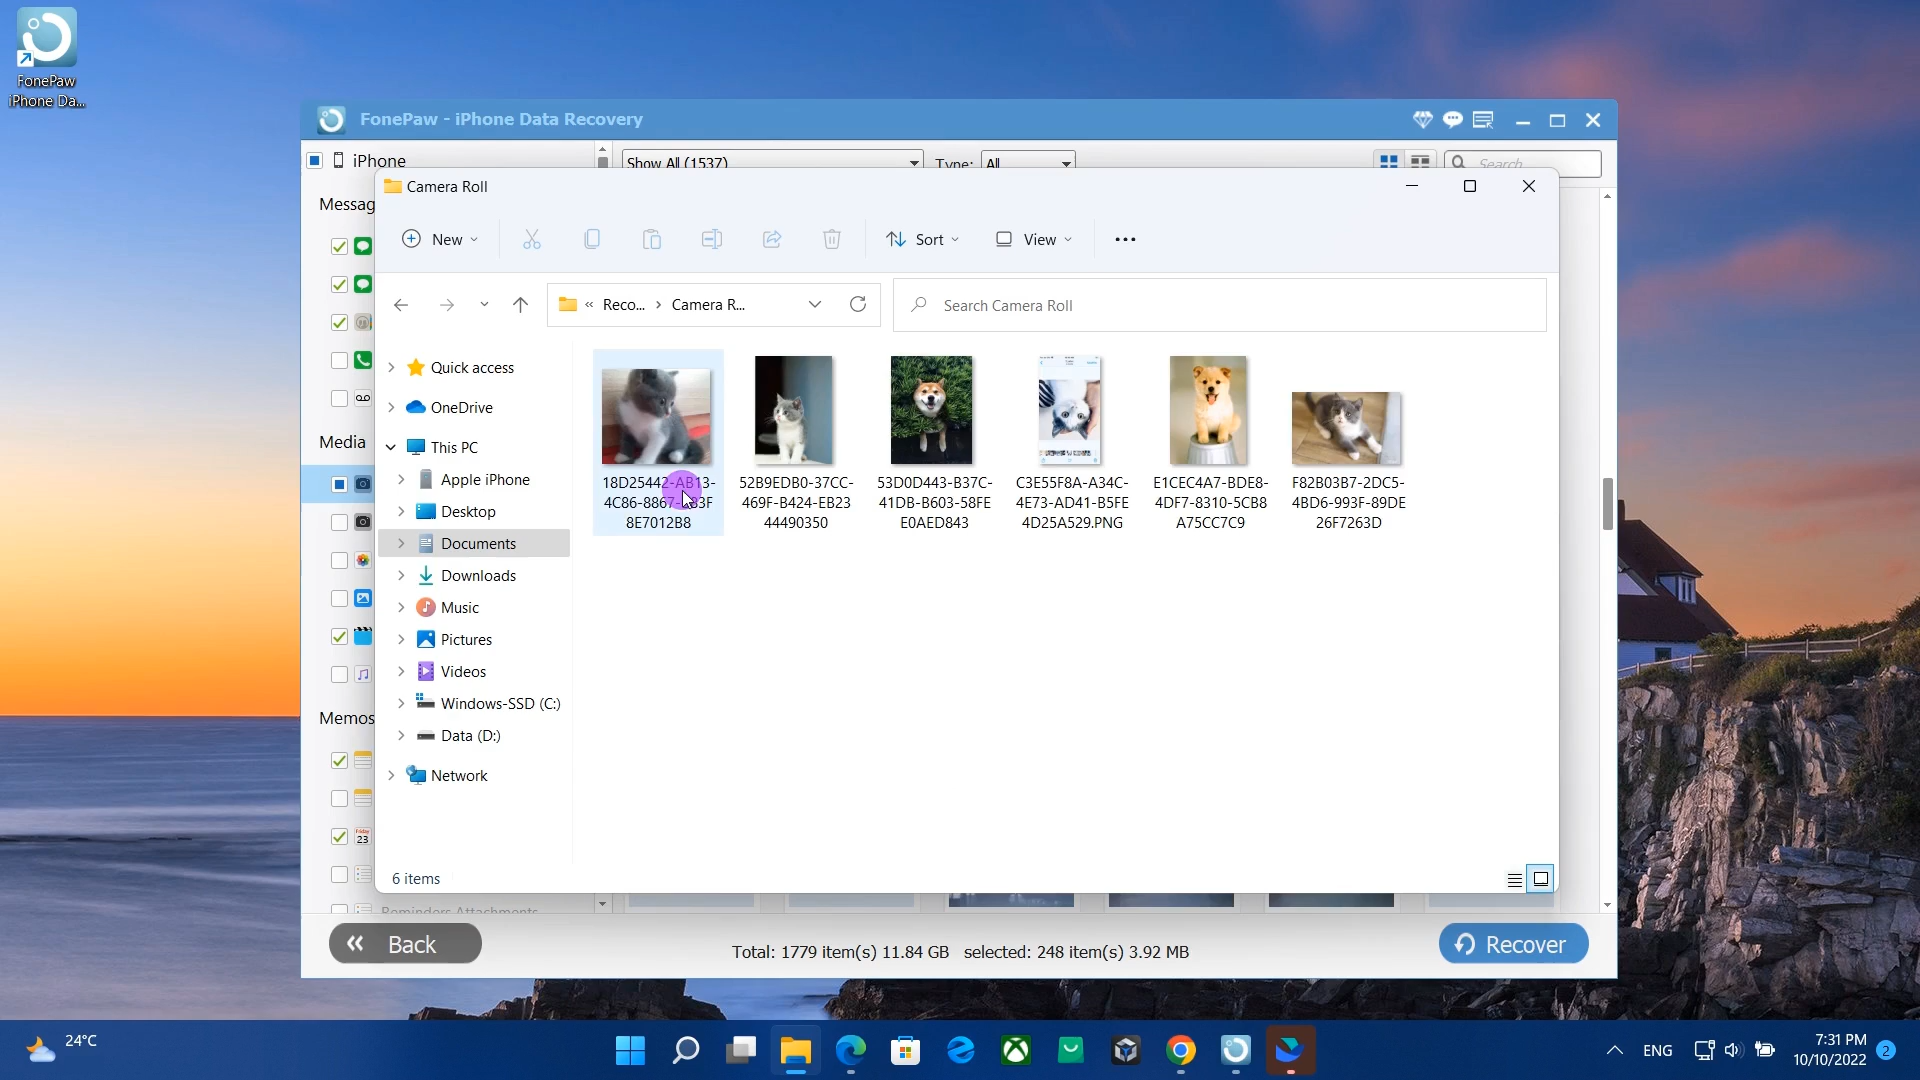 FonePaw
iPhone Da...
FonePaw - iPhone Data Recovery
iPhone
Show All (1537)
Type:
All
Search
Messag
Media
Memos
Camera Roll
New
Sort
View
Reco...
Camera R...
Search Camera Roll
Quick access
OneDrive
This PC
Apple iPhone
Desktop
Documents
Downloads
Music
Pictures
Videos
Windows-SSD (C:)
Data (D:)
Network
18D25442-AB13-
4C86-8867-
8E7012B8
52B9EDB0-37CC-
469F-B424-EB23
44490350
53D0D443-B37C-
41DB-B603-58FE
E0AED843
C3E55F8A-A34C-
4E73-AD41-B5FE
4D25A529.PNG
E1CEC4A7-BDE8-
4DF7-8310-5CB8
A75CC7C9
F82B03B7-2DC5-
4BD6-993F-89DE
26F7263D
6 items
Friday
23
Reminders Attachments
Back
Total: 1779 item(s) 11.84 GB
selected: 248 item(s) 3.92 MB
Recover
24°C
ENG
7:31 PM
10/10/2022
2